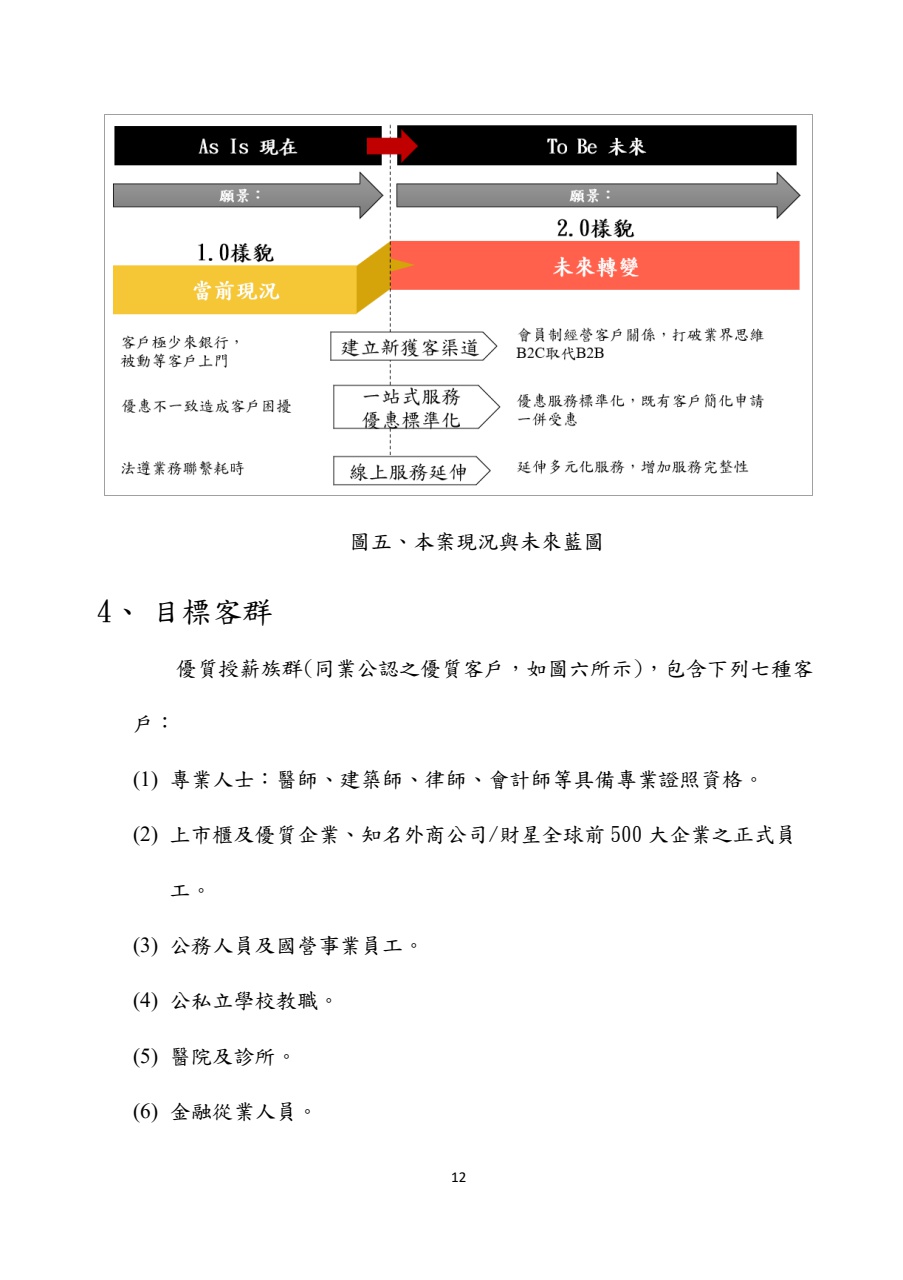 As Is 現在
To Be 未來
願景：
願景：
1.0樣貌
2.0樣貌
當前現況
未來轉變
客戶極少來銀行，
被動等客戶上門
建立新獲客渠道
會員制經營客戶關係，打破業界思維
B2C取代B2B
優惠不一致造成客戶困擾
一站式服務
優惠標準化
優惠服務標準化，既有客戶簡化申請
一併受惠
法遵業務聯繫耗時
線上服務延伸
延伸多元化服務，增加服務完整性
圖五、本案現況與未來藍圖
4、 目標客群
優質授薪族群(同業公認之優質客戶，如圖六所示)，包含下列七種客
戶：
(1) 專業人士：醫師、建築師、律師、會計師等具備專業證照資格。
(2) 上市櫃及優質企業、知名外商公司/財星全球前 500 大企業之正式員
工。
(3) 公務人員及國營事業員工。
(4) 公私立學校教職。
(5) 醫院及診所。
(6) 金融從業人員。
12